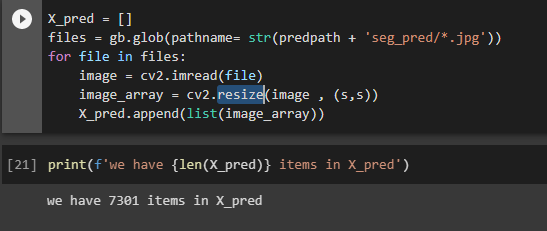 X_pred = []
files = gb.glob(pathname= str(predpath + 'seg_pred/*.jpg'))
for file in files:
    image = cv2.imread(file)
    image_array = cv2.resize(image , (s,s))
    X_pred.append(list(image_array))
[21] print(f'we have {len(X_pred)} items in X_pred')
we have 7301 items in X_pred